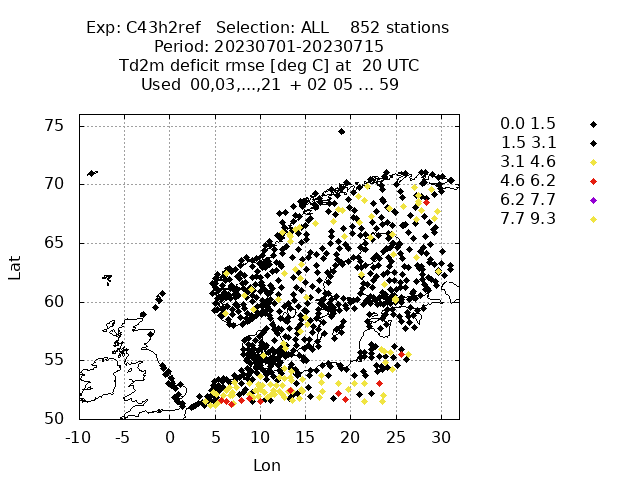 Exp: C43h2ref Selection: ALL 852 stations
Period: 20230701-20230715
Td2m deficit rmse [deg C] at 20 UTC
Used 00,03,...,21 + 02 05 ... 59
75
70
65
60
55
50
Lat
-10 -5 0 5 10 15 20 25 30
Lon
0.0 1.5
1.5 3.1
3.1 4.6
4.6 6.2
6.2 7.7
7.7 9.3